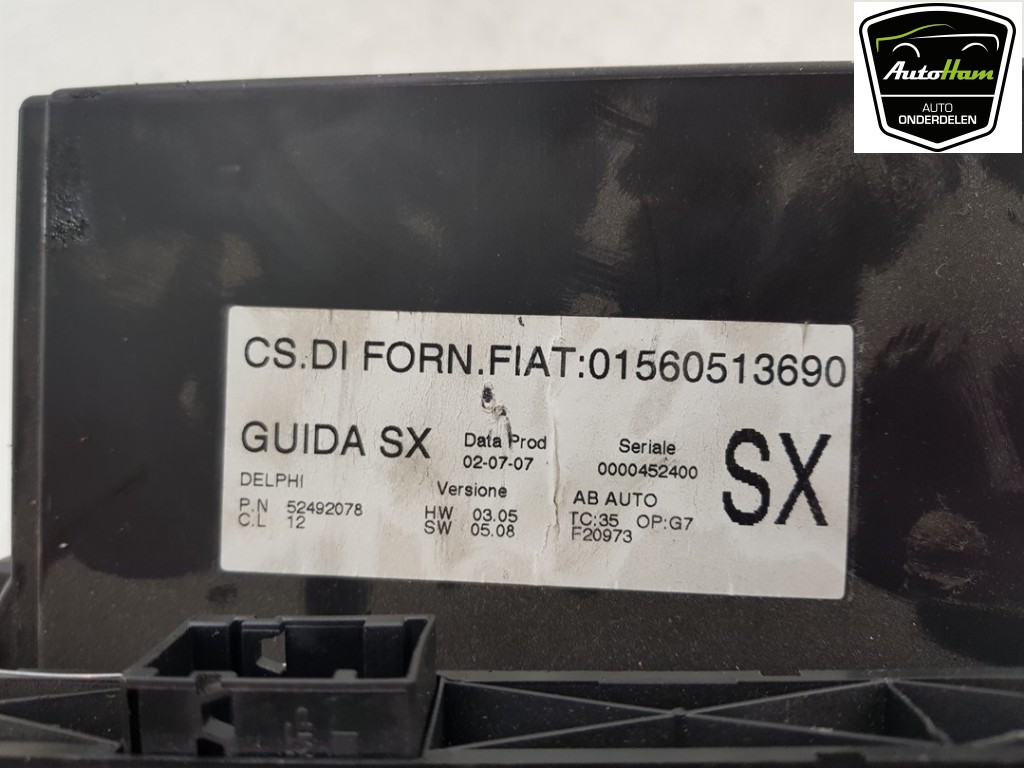 AutoHam
AUTO
ONDERDELEN
CS.DI FORN.FIAT:01560513690
GUIDA SX
Data Prod
02-07-07
Seriale
0000452400
SX
DELPHI
P.N 52492078
C.L 12
Versione
HW 03.05
SW 05.08
AB AUTO
TC:35 OP:G7
F20973